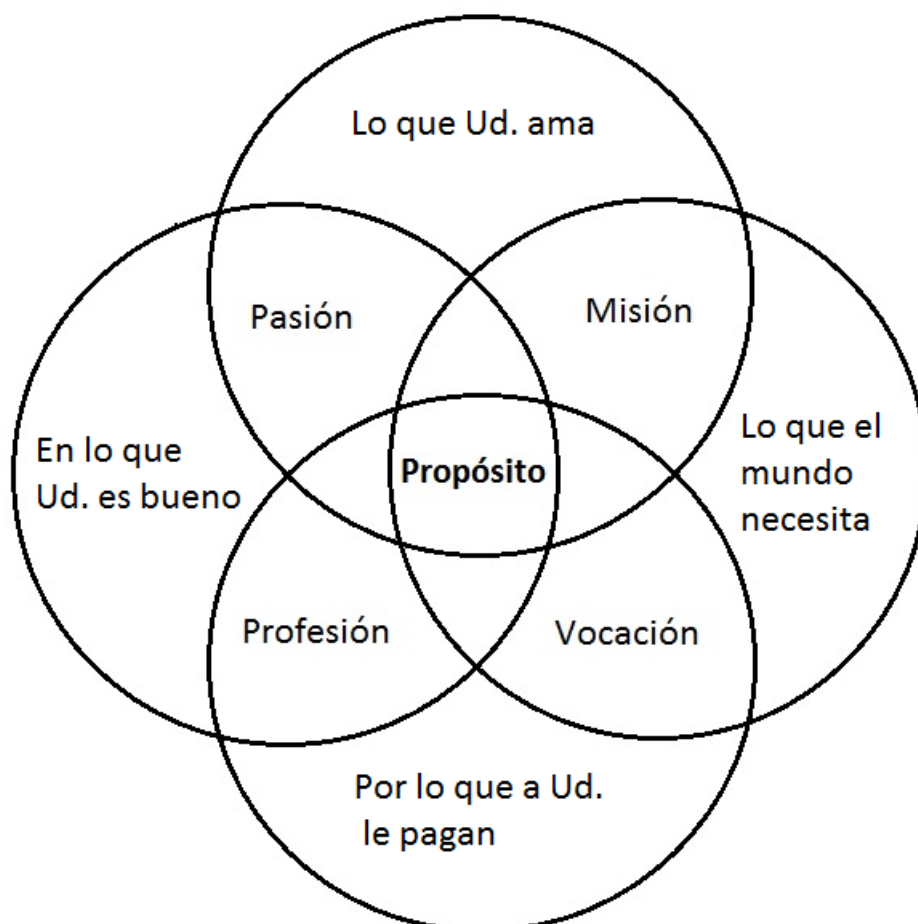 Lo que Ud. ama
Pasión
Misión
En lo que
Ud. es bueno
Propósito
Lo que el
mundo
necesita
Profesión
Vocación
Por lo que a Ud.
le pagan